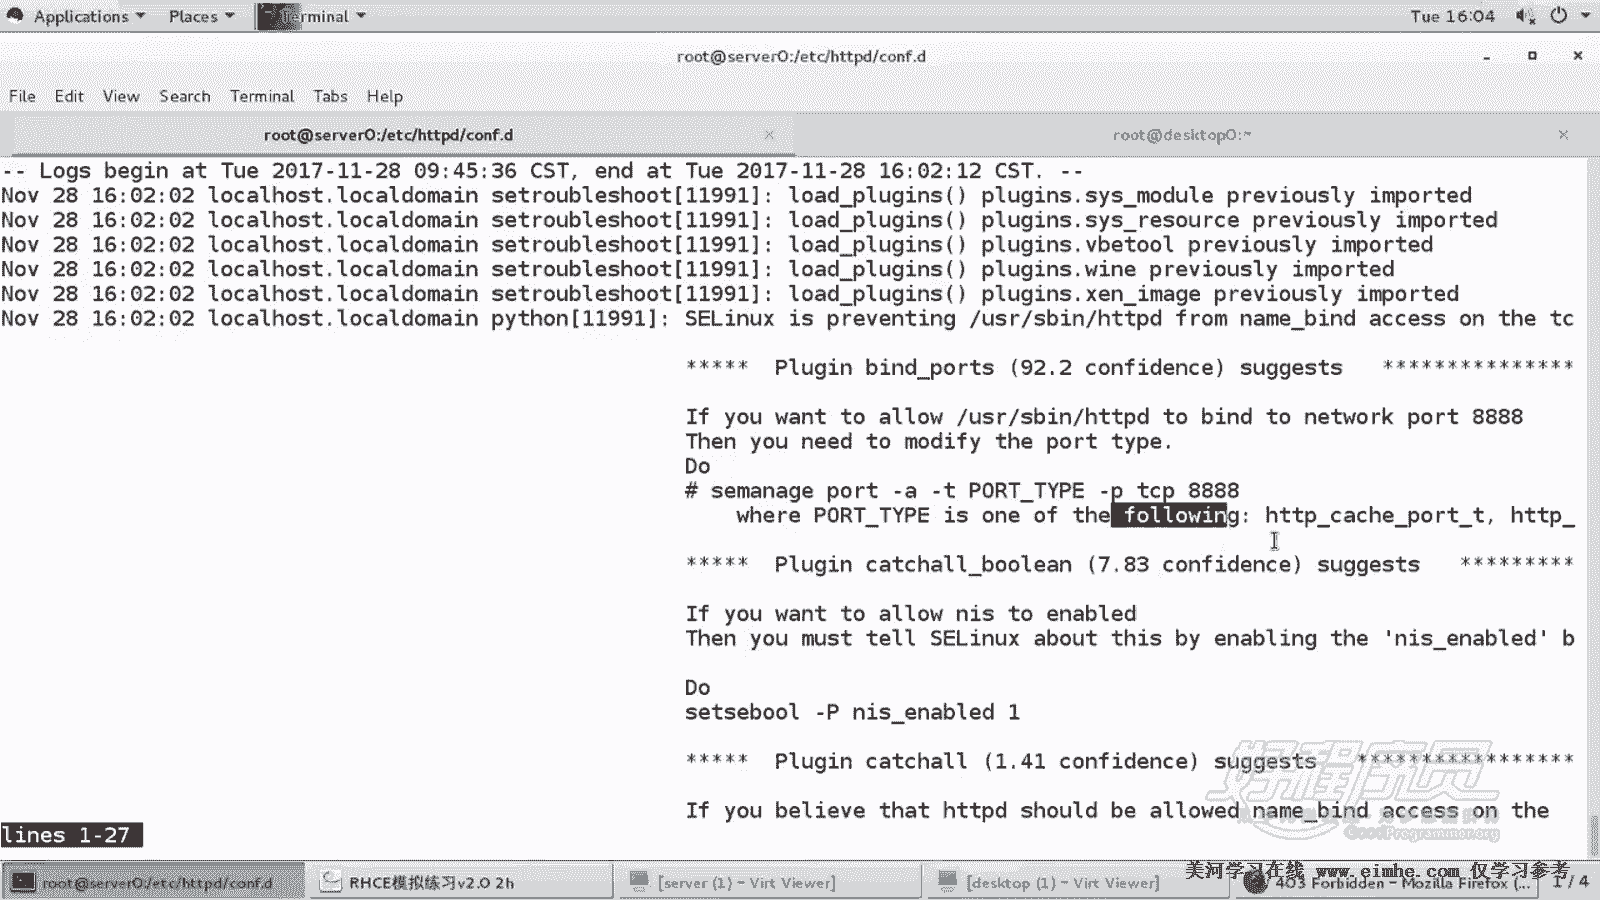 Applications Places Terminal Tue 16:04
root@server0:/etc/httpd/conf.d
File Edit View Search Terminal Tabs Help
root@server0:/etc/httpd/conf.d root@desktop0:~
-- Logs begin at Tue 2017-11-28 09:45:36 CST, end at Tue 2017-11-28 16:02:12 CST. --
Nov 28 16:02:02 localhost.localdomain setroubleshoot[11991]: load_plugins() plugins.sys_module previously imported
Nov 28 16:02:02 localhost.localdomain setroubleshoot[11991]: load_plugins() plugins.sys_resource previously imported
Nov 28 16:02:02 localhost.localdomain setroubleshoot[11991]: load_plugins() plugins.vbetool previously imported
Nov 28 16:02:02 localhost.localdomain setroubleshoot[11991]: load_plugins() plugins.wine previously imported
Nov 28 16:02:02 localhost.localdomain setroubleshoot[11991]: load_plugins() plugins.xen_image previously imported
Nov 28 16:02:02 localhost.localdomain python[11991]: SELinux is preventing /usr/sbin/httpd from name_bind access on the tc
***** Plugin bind_ports (92.2 confidence) suggests ***************
If you want to allow /usr/sbin/httpd to bind to network port 8888
Then you need to modify the port type.
Do
# semanage port -a -t PORT_TYPE -p tcp 8888
where PORT_TYPE is one of the following: http_cache_port_t, http_
***** Plugin catchall_boolean (7.83 confidence) suggests *********
If you want to allow nis to enabled
Then you must tell SELinux about this by enabling the 'nis_enabled' b
Do
setsebool -P nis_enabled 1
***** Plugin catchall (1.41 confidence) suggests *****************
If you believe that httpd should be allowed name_bind access on the
lines 1-27
好程序员
GoodProgrammer.org
美河学习在线 www.eimhe.com 仅学习参考
root@server0:/etc/httpd/conf.d RHCE模拟练习v2.0 2h [server (1) - Virt Viewer] [desktop (1) - Virt Viewer] 403 Forbidden - Mozilla Firefox (... 1 / 4